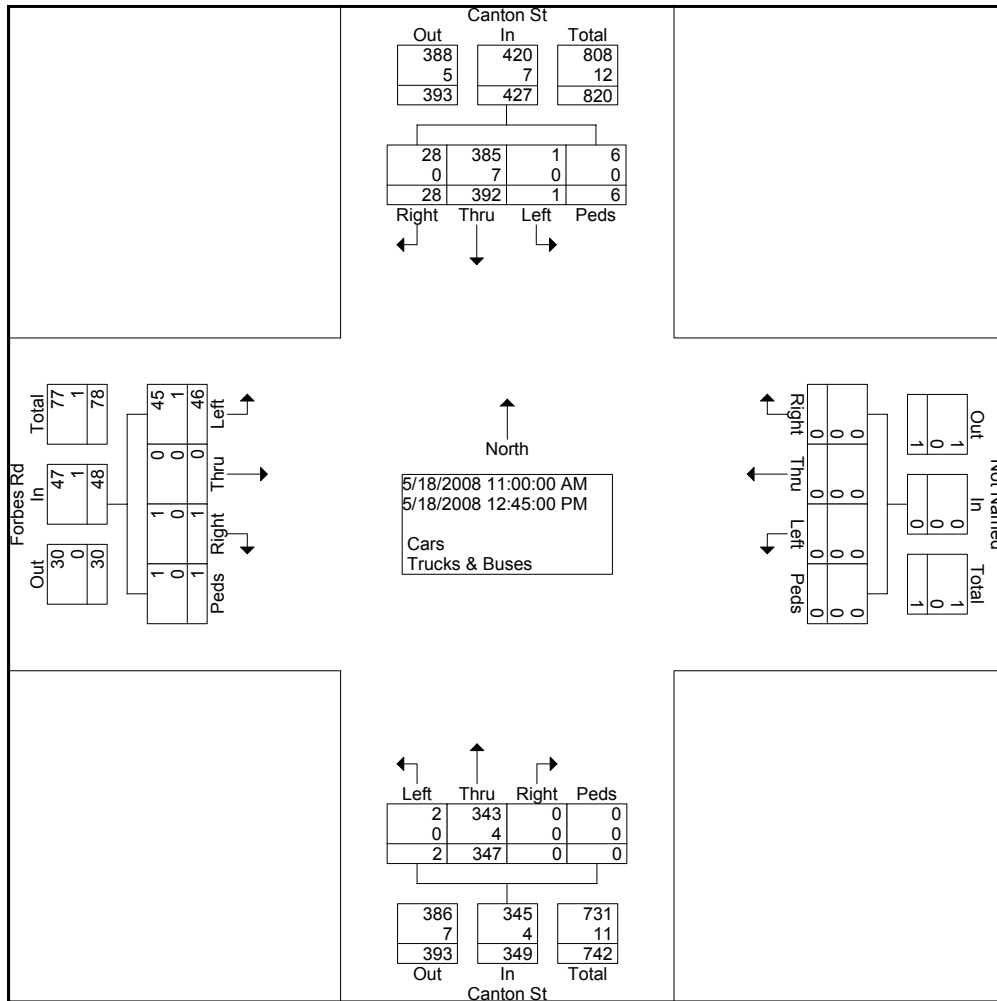 Canton St
Out In Total
388 420 808
5 7 12
393 427 820
28 385 1 6
0 7 0 0
28 392 1 6
Right Thru Left Peds
Forbes Rd
Total In Out
77 47 30
1 1 0
78 48 30
45 0 1 1
1 0 0 0
46 0 1 1
Left Thru Right Peds
North
5/18/2008 11:00:00 AM
5/18/2008 12:45:00 PM
Cars
Trucks & Buses
Right Thru Left Peds
0 0 0 0
0 0 0 0
0 0 0 0
Out In Total
1 0 1
0 0 0
1 0 1
Not Named
Left Thru Right Peds
2 343 0 0
0 4 0 0
2 347 0 0
386 345 731
7 4 11
393 349 742
Out In Total
Canton St